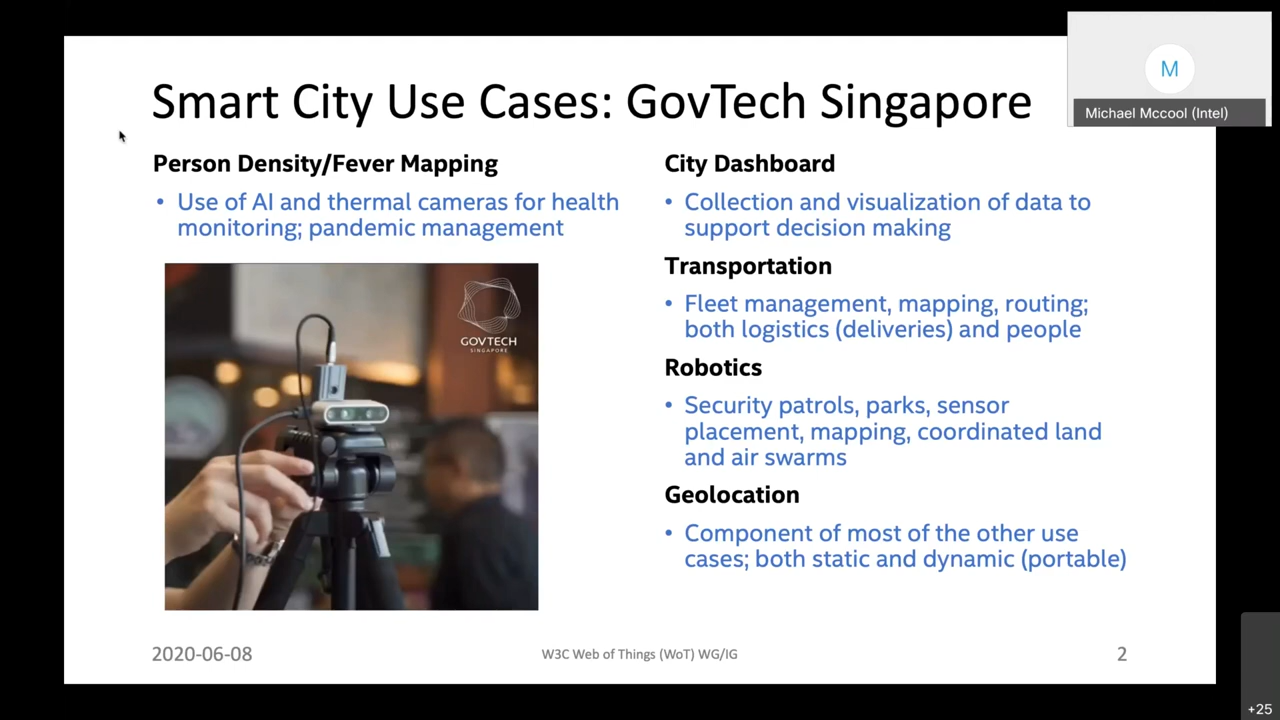 Smart City Use Cases: GovTech Singapore
M
Michael Mccool (Intel)
Person Density/Fever Mapping
• Use of AI and thermal cameras for health
monitoring; pandemic management
GOVTECH
SINGAPORE
City Dashboard
• Collection and visualization of data to
support decision making
Transportation
• Fleet management, mapping, routing;
both logistics (deliveries) and people
Robotics
• Security patrols, parks, sensor
placement, mapping, coordinated land
and air swarms
Geolocation
• Component of most of the other use
cases; both static and dynamic (portable)
2020-06-08
W3C Web of Things (WoT) WG/IG
2
+25